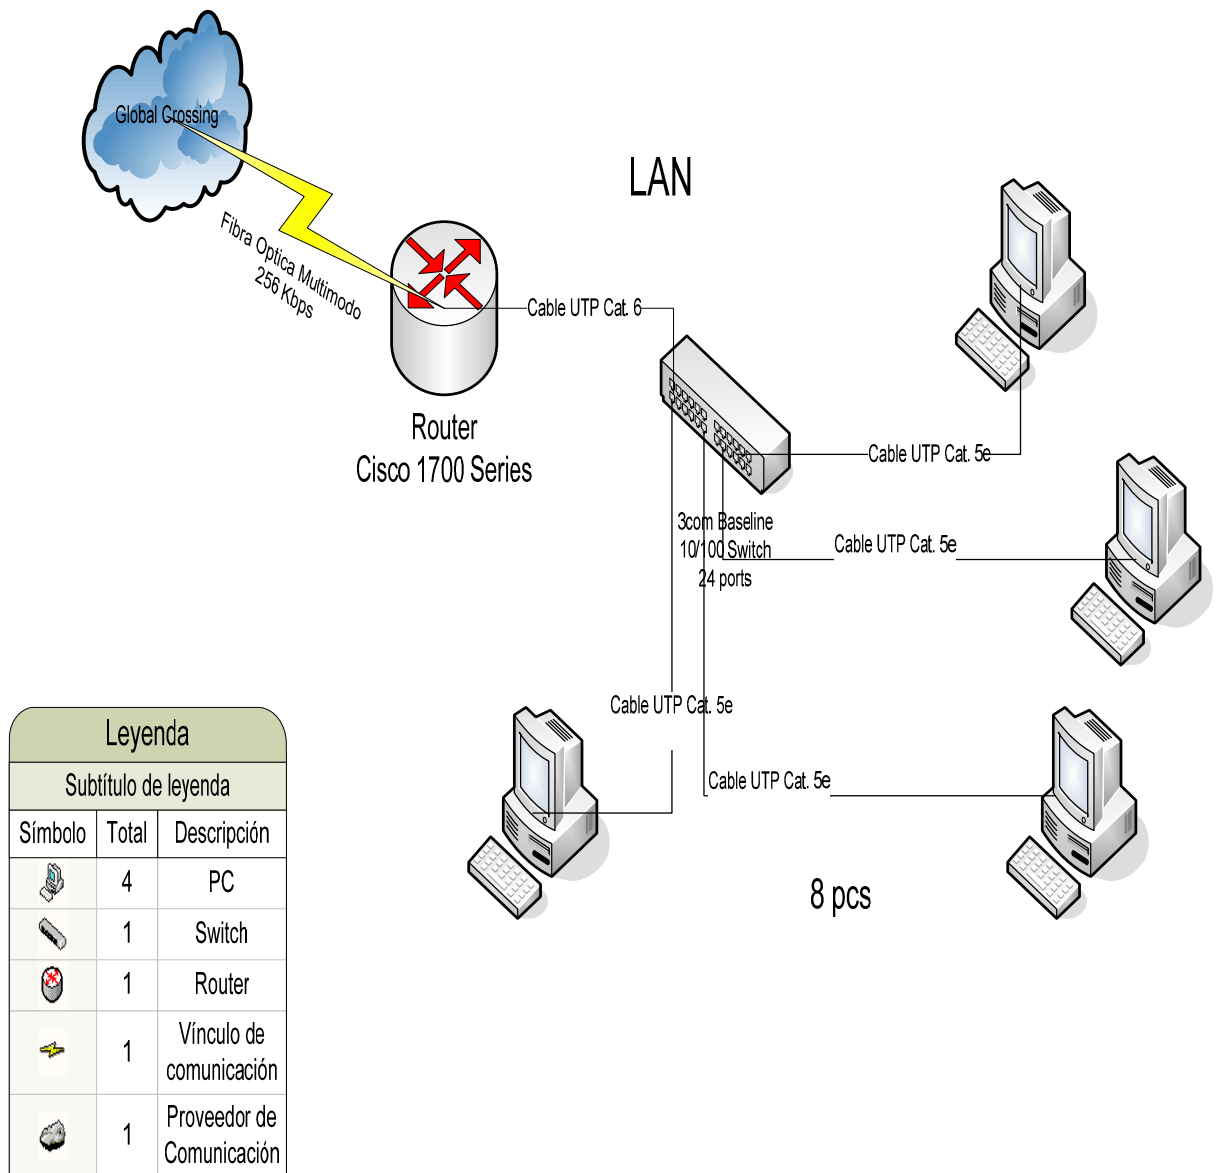 Global Crossing
LAN
Fibra Optica Multimodo
256 Kbps
Cable UTP Cat. 6
Router
Cisco 1700 Series
Cable UTP Cat. 5e
3com Baseline
10/100 Switch
24 ports
Cable UTP Cat. 5e
Cable UTP Cat. 5e
Cable UTP Cat. 5e
8 pcs
Leyenda
Subtítulo de leyenda
Símbolo Total Descripción
4 PC
1 Switch
1 Router
1 Vínculo de
comunicación
1 Proveedor de
Comunicación